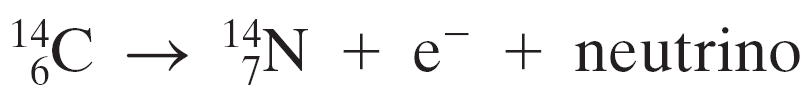 ¹⁴₆C → ¹⁴₇N + e⁻ + neutrino